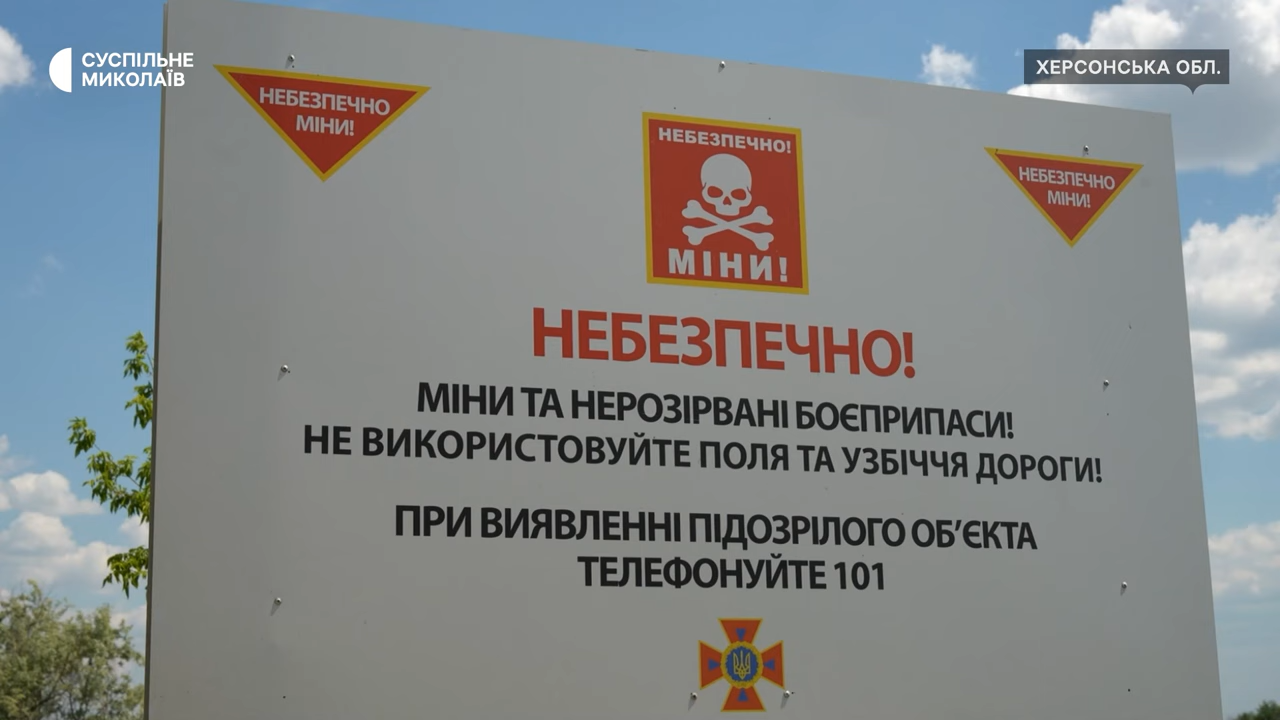 СУСПІЛЬНЕ
МИКОЛАЇВ
ХЕРСОНСЬКА ОБЛ.
НЕБЕЗПЕЧНО
МІНИ!
НЕБЕЗПЕЧНО!
МІНИ!
НЕБЕЗПЕЧНО
МІНИ!
НЕБЕЗПЕЧНО!
МІНИ ТА НЕРОЗІРВАНІ БОЄПРИПАСИ!
НЕ ВИКОРИСТОВУЙТЕ ПОЛЯ ТА УЗБІЧЧЯ ДОРОГИ!
ПРИ ВИЯВЛЕННІ ПІДОЗРІЛОГО ОБ’ЄКТА
ТЕЛЕФОНУЙТЕ 101